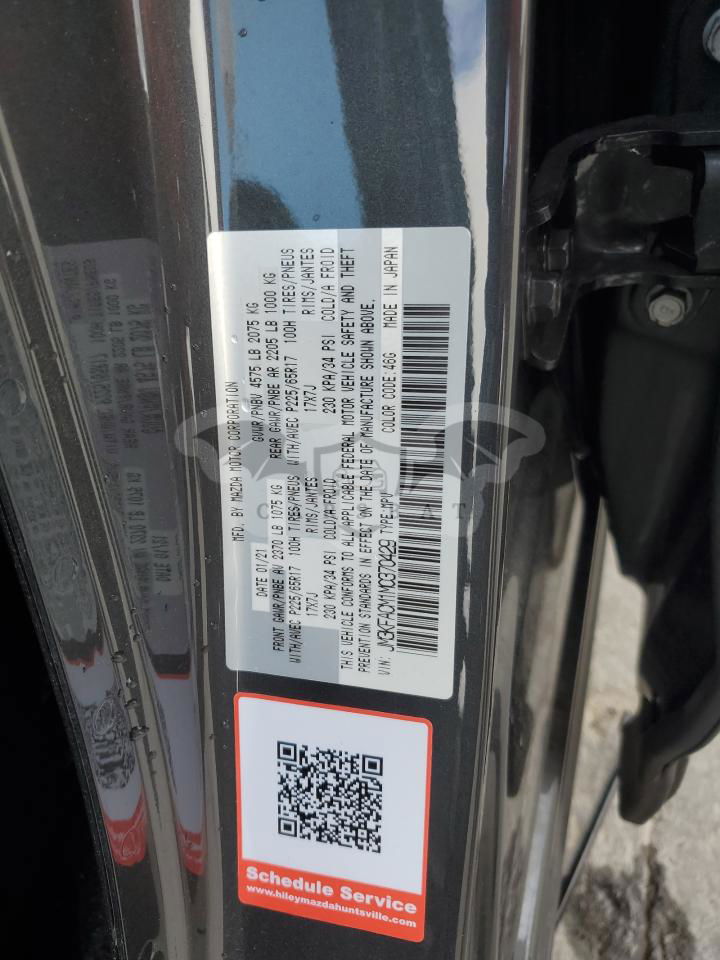 MFD. BY MAZDA MOTOR CORPORATION
DATE 01/21 GVWR/PNBV 4575 LB 2075 KG
FRONT GAWR/PNBE AV 2370 LB 1075 KG REAR GAWR/PNBE AR 2205 LB 1000 KG
WITH/AVEC P225/65R17 100H TIRES/PNEUS WITH/AVEC P225/65R17 100H TIRES/PNEUS
17X7J RIMS/JANTES 17X7J RIMS/JANTES
230 KPA/34 PSI COLD/A FROID 230 KPA/34 PSI COLD/A FROID
THIS VEHICLE CONFORMS TO ALL APPLICABLE FEDERAL MOTOR VEHICLE SAFETY AND THEFT
PREVENTION STANDARDS IN EFFECT ON THE DATE OF MANUFACTURE SHOWN ABOVE.
VIN: JM3KFACM1M0370429 TYPE:MPV COLOR CODE:46G MADE IN JAPAN
Schedule Service
www.hileymazdahuntsville.com